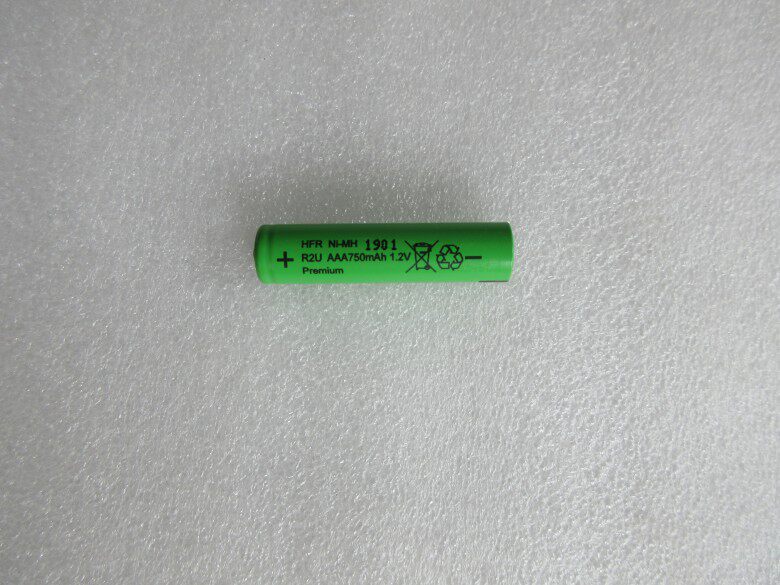 HFR Ni-MH 1901
+ R2U AAA750mAh 1.2V -
Premium